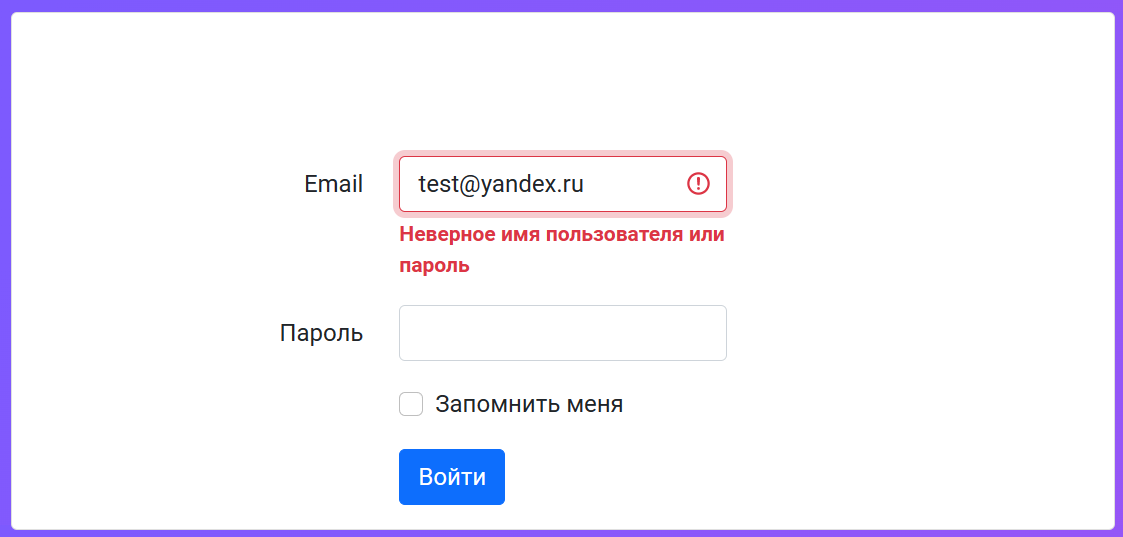 Email
test@yandex.ru
Неверное имя пользователя или
пароль
Пароль
Запомнить меня
Войти